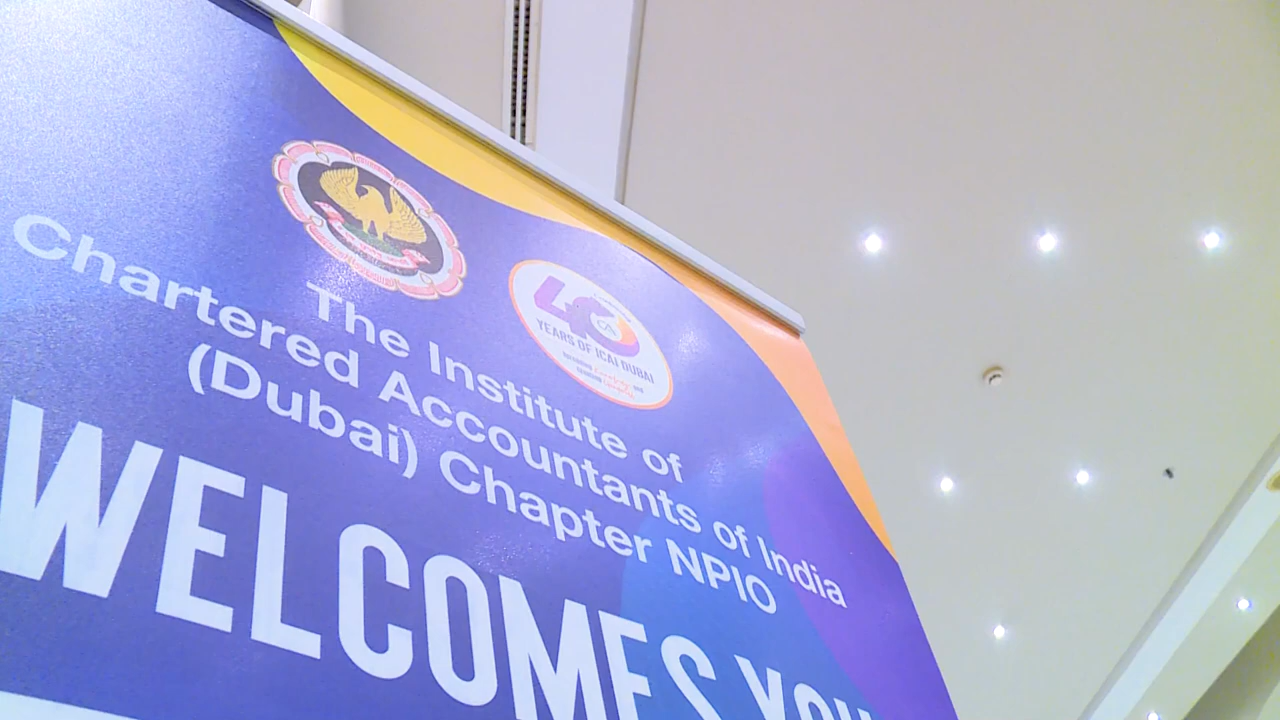 The Institute of
Chartered Accountants of India
(Dubai) Chapter NPIO
WELCOMES YOU
40
YEARS OF ICAI DUBAI